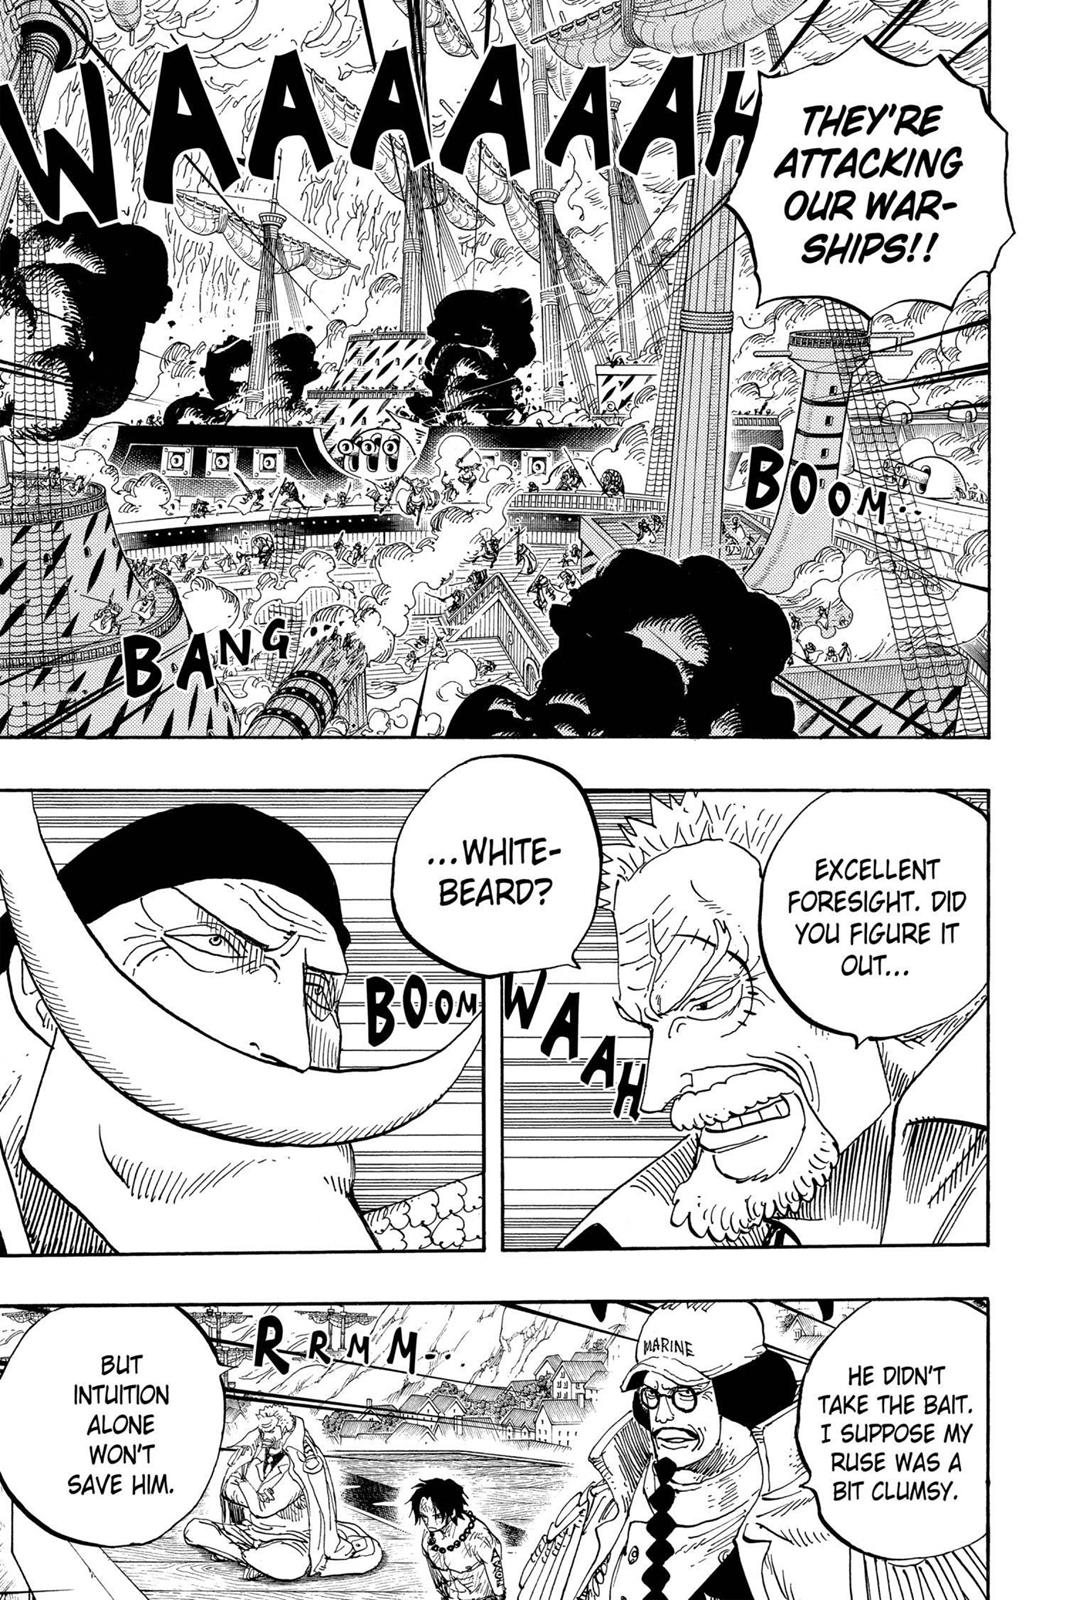 WAAAAAAH
THEY'RE
ATTACKING
OUR WAR-
SHIPS!!
BOOM..
BANG
EXCELLENT
FORESIGHT. DID
YOU FIGURE IT
OUT...
WAAH
...WHITE-
BEARD?
BOOM
HE DIDN'T
TAKE THE BAIT.
I SUPPOSE MY
RUSE WAS A
BIT CLUMSY.
MARINE
RRMM...
BUT
INTUITION
ALONE
WON'T
SAVE HIM.